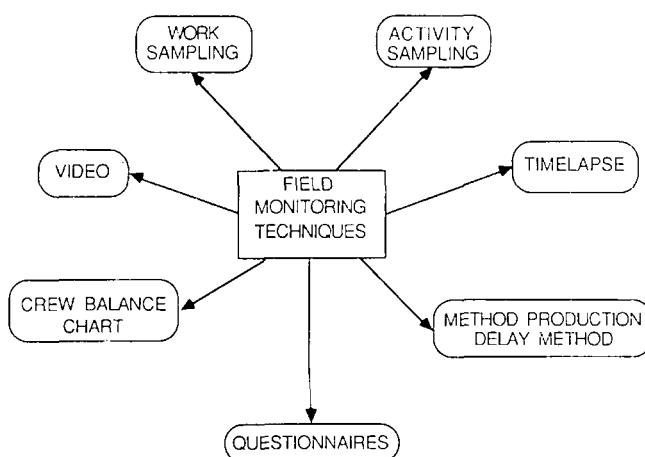 WORK
SAMPLING
ACTIVITY
SAMPLING
VIDEO
FIELD
MONITORING
TECHNIQUES
TIMELAPSE
CREW BALANCE
CHART
METHOD PRODUCTION
DELAY METHOD
QUESTIONNAIRES